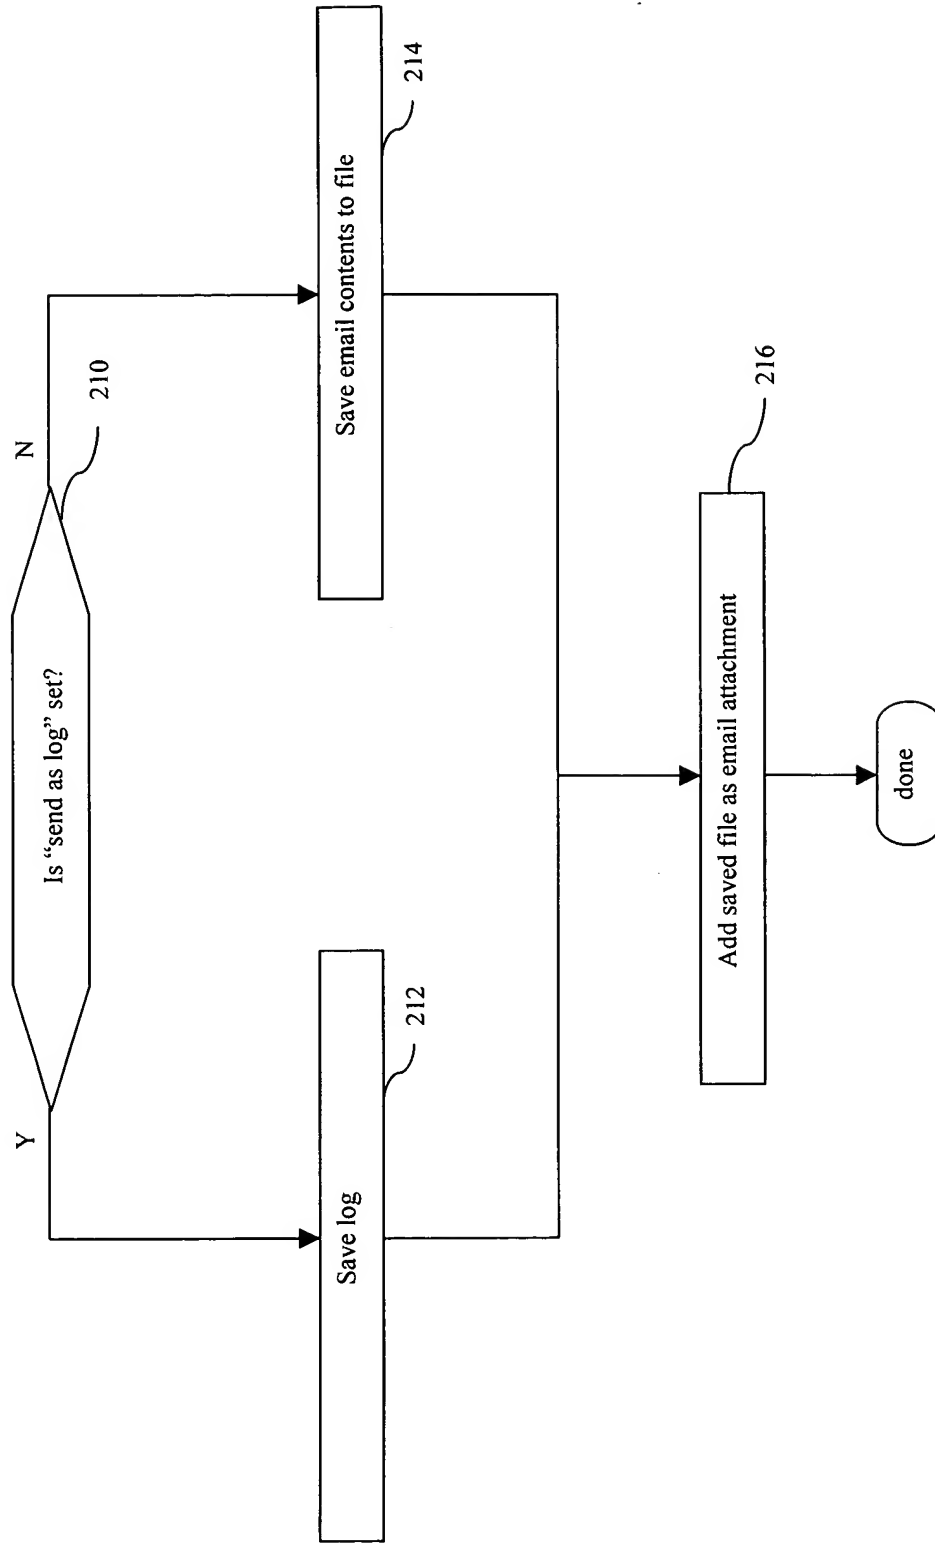 Is “send as log” set?
210
Y
N
Save log
212
Save email contents to file
214
Add saved file as email attachment
216
done